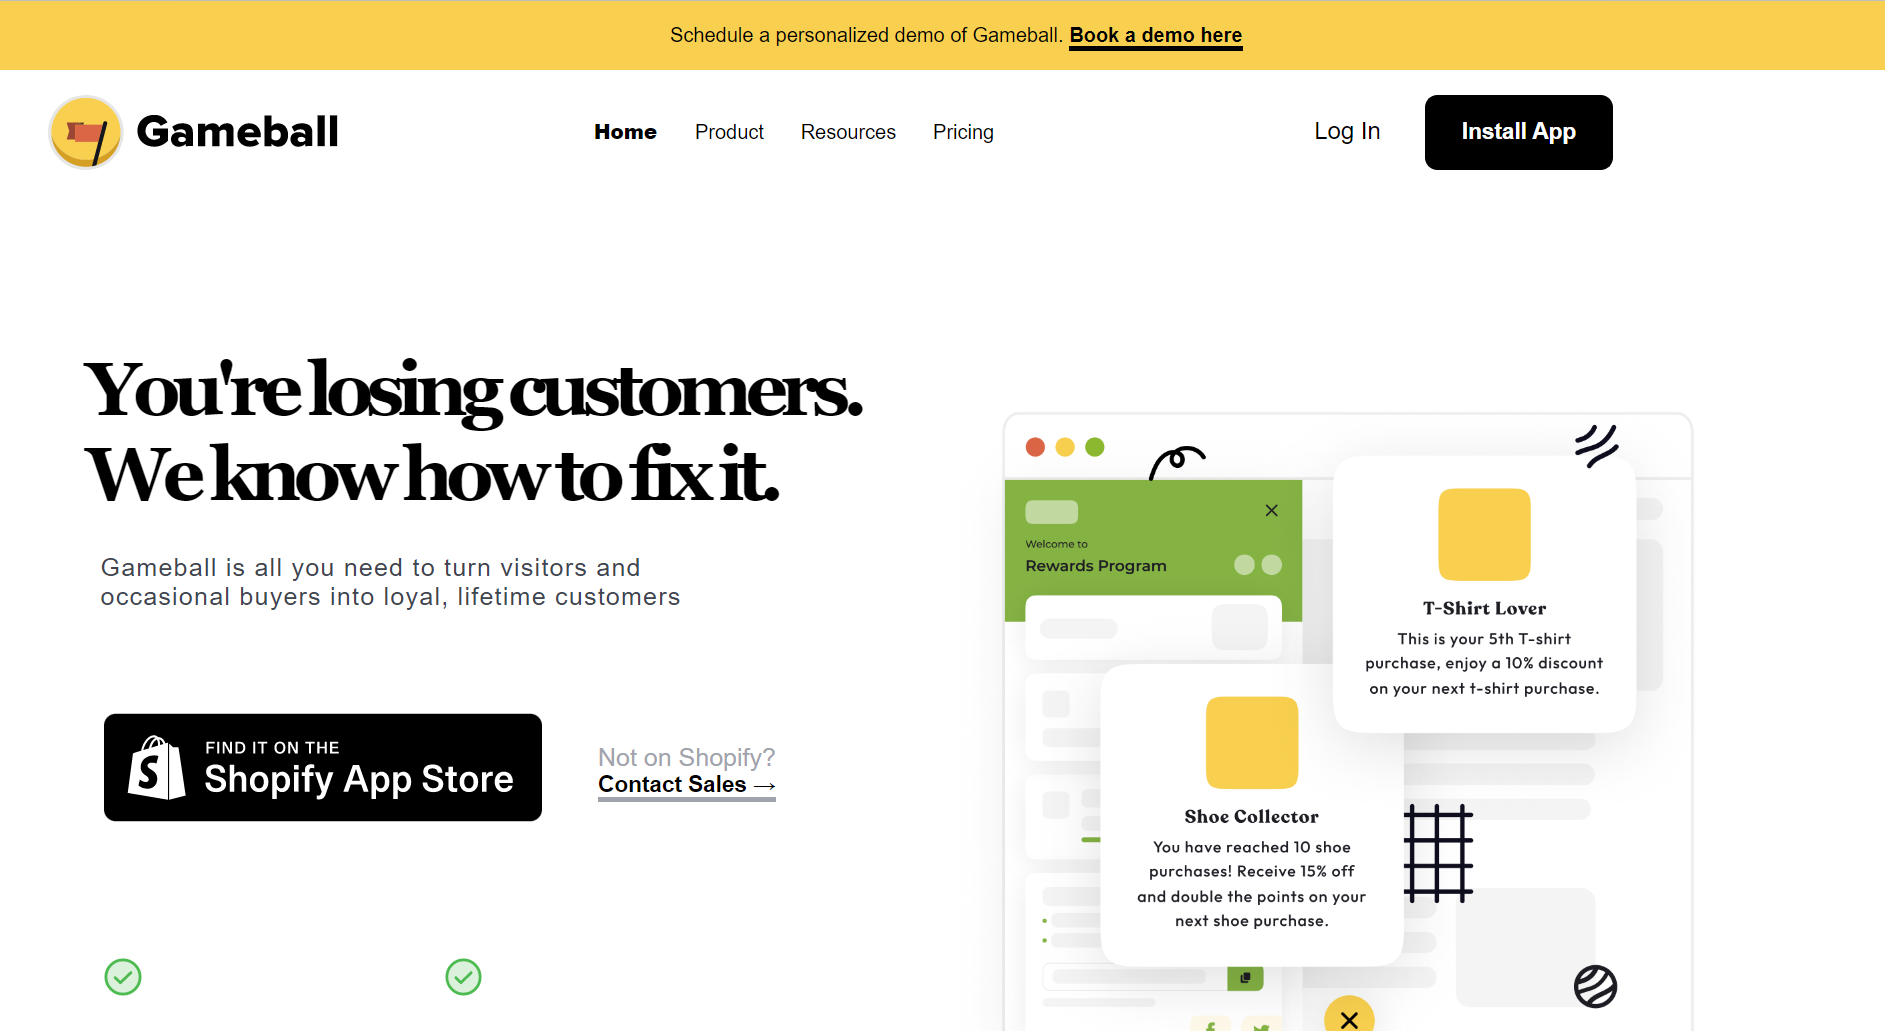 Schedule a personalized demo of Gameball. Book a demo here
Gameball
Home
Product
Resources
Pricing
Log In
Install App
You're losing customers.
We know how to fix it.
Gameball is all you need to turn visitors and
occasional buyers into loyal, lifetime customers
FIND IT ON THE
Shopify App Store
Not on Shopify?
Contact Sales →
Welcome to
Rewards Program
T-Shirt Lover
This is your 5th T-shirt
purchase, enjoy a 10% discount
on your next t-shirt purchase.
Shoe Collector
You have reached 10 shoe
purchases! Receive 15% off
and double the points on your
next shoe purchase.